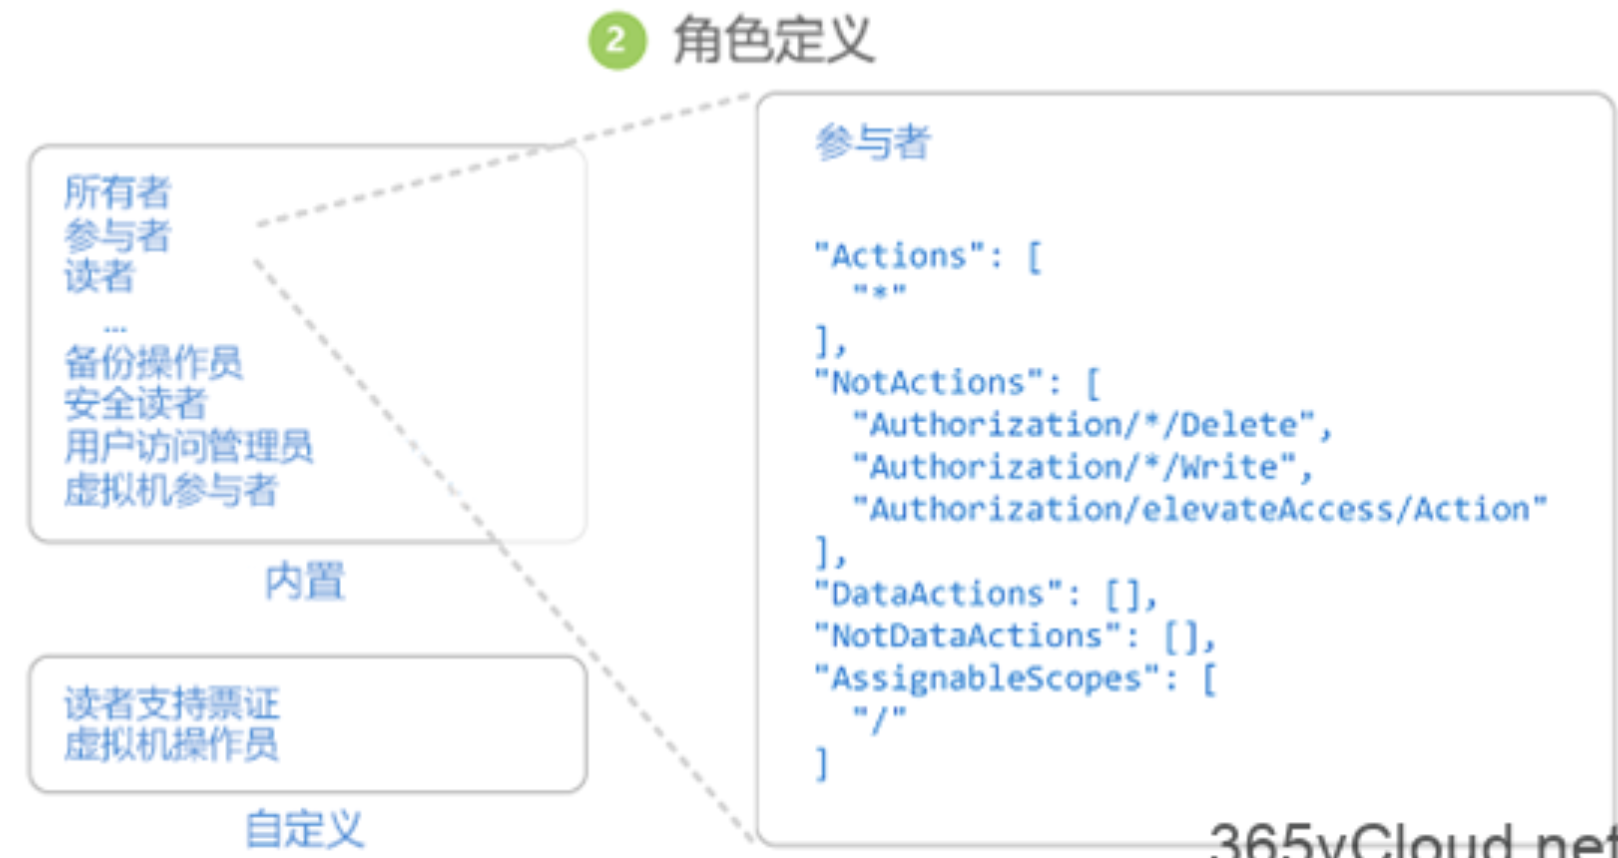 2 角色定义
所有者
参与者
读者
...
备份操作员
安全读者
用户访问管理员
虚拟机参与者
内置
读者支持票证
虚拟机操作员
自定义
参与者
"Actions": [
"*"
],
"NotActions": [
"Authorization/*/Delete",
"Authorization/*/Write",
"Authorization/elevateAccess/Action"
],
"DataActions": [],
"NotDataActions": [],
"AssignableScopes": [
"/"
]
365vCloud.net